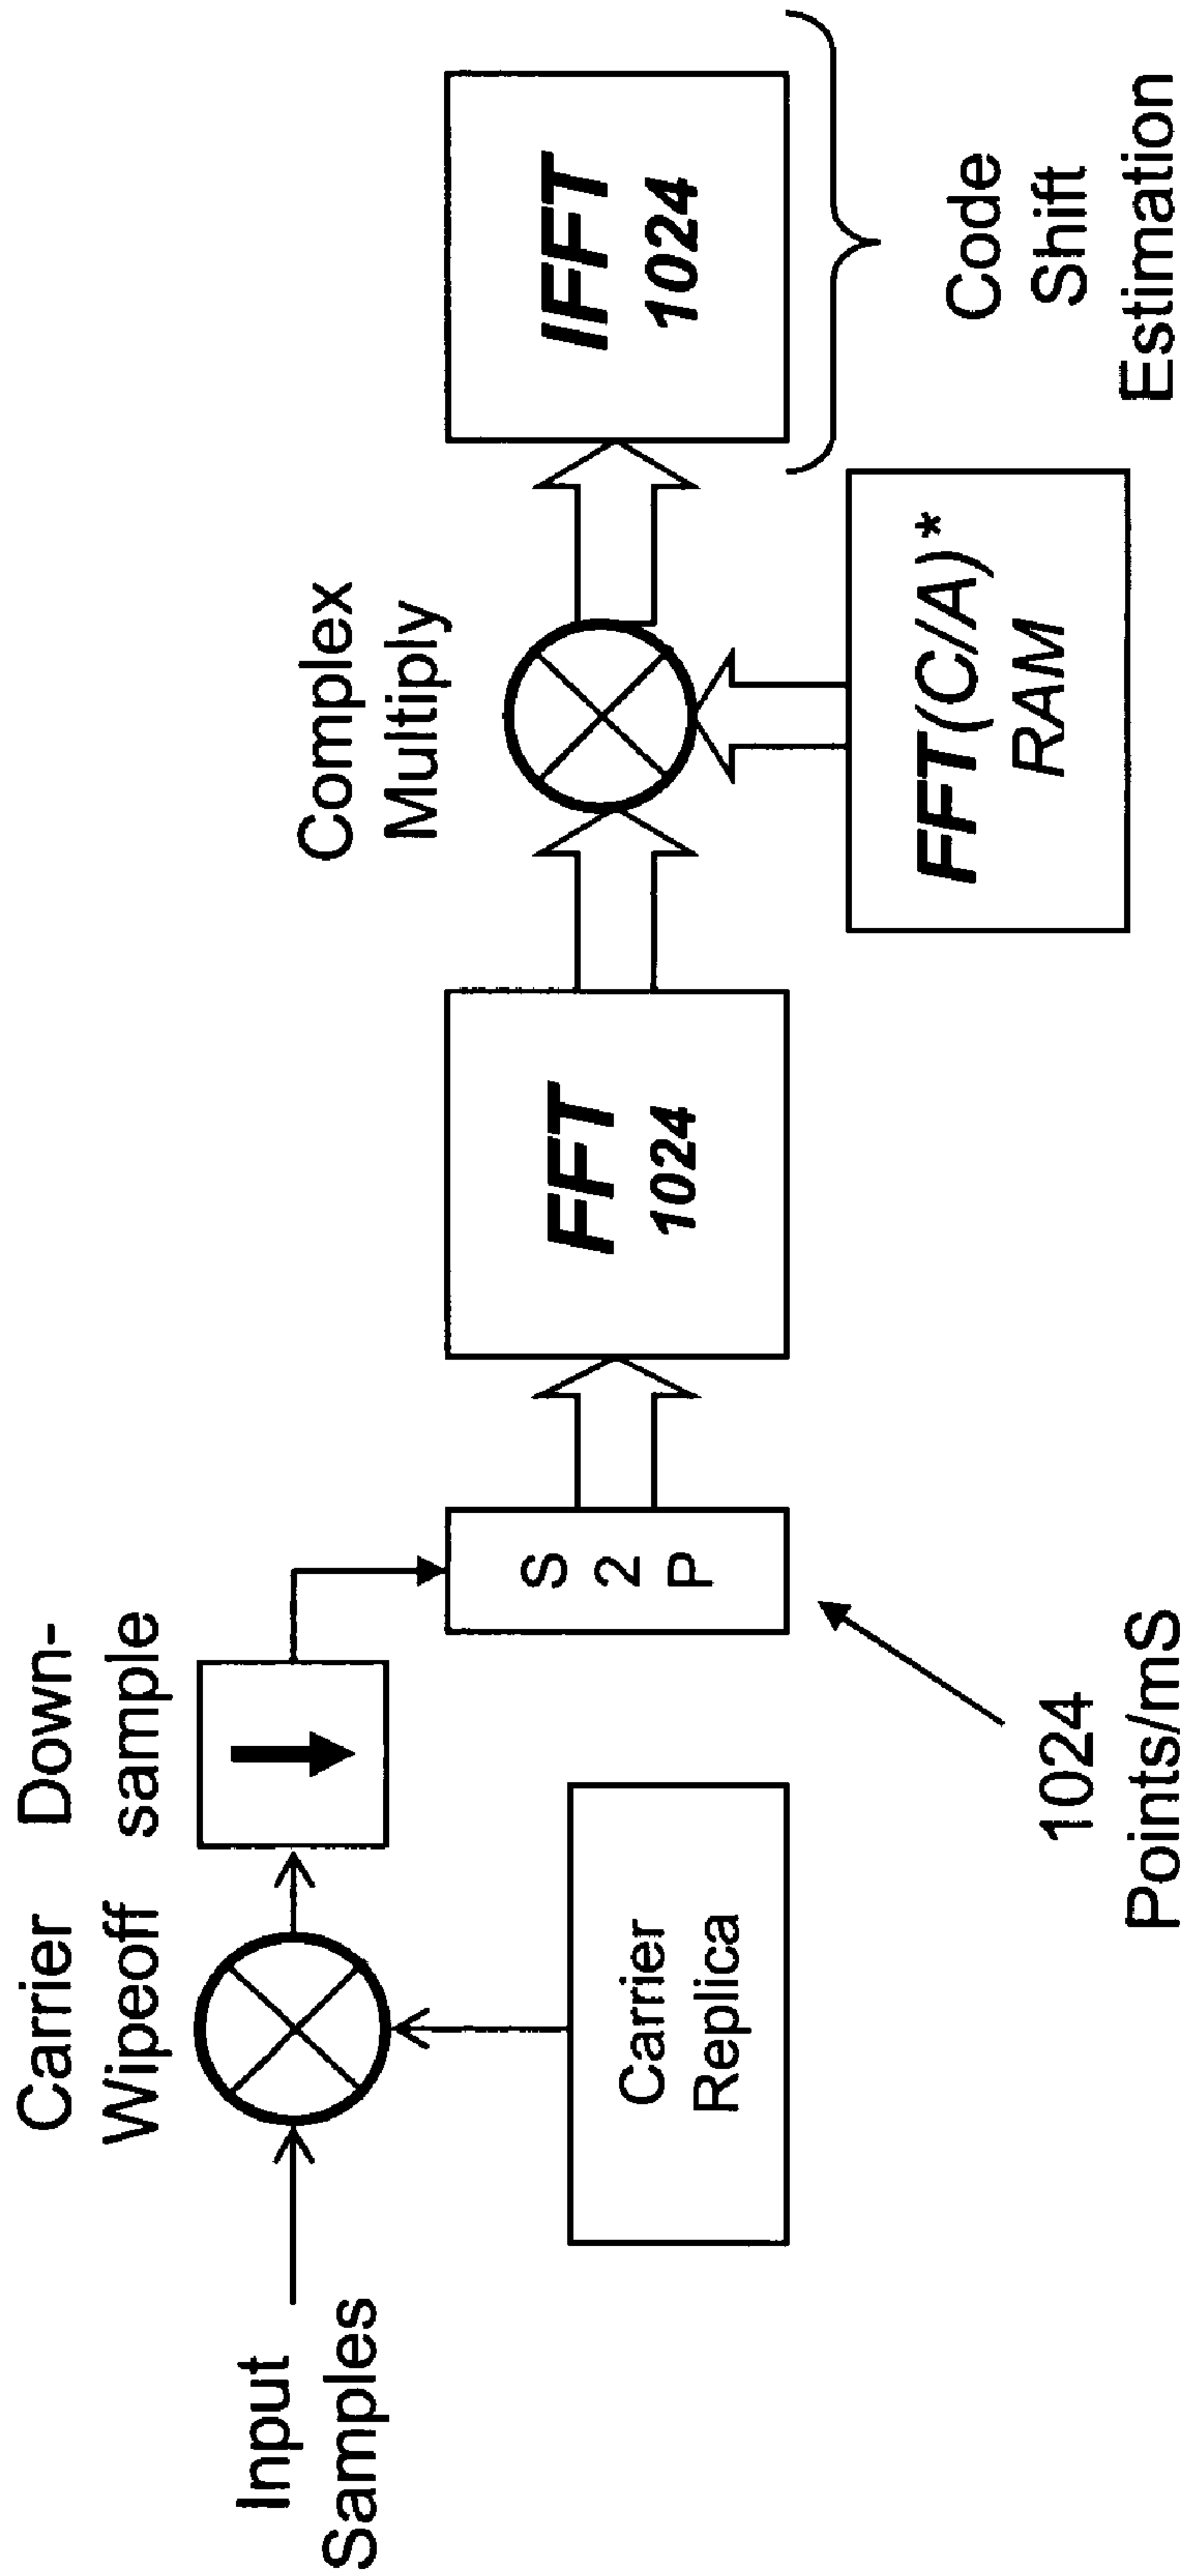 Input
Samples
Carrier
Wipeoff
Down-
sample
Carrier
Replica
S
2
P
1024
Points/mS
FFT
1024
Complex
Multiply
FFT(C/A)*
RAM
IFFT
1024
Code
Shift
Estimation